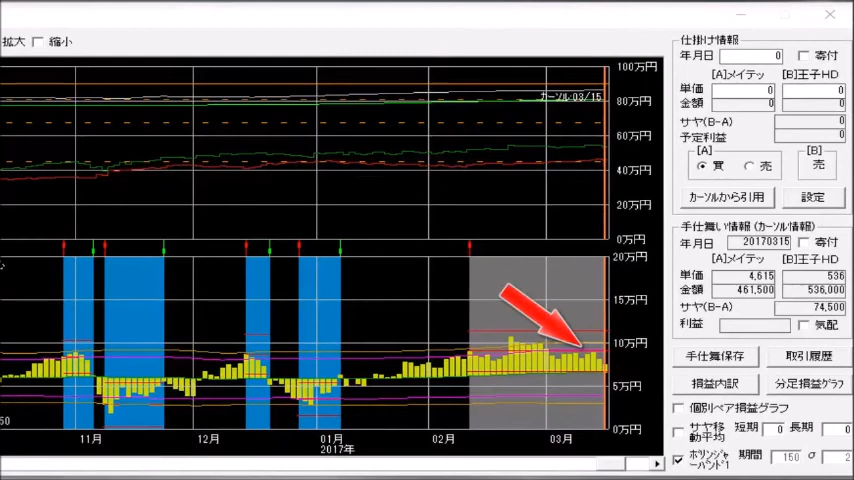 拡大 縮小
100万円
カーソル:03/15
80万円
60万円
40万円
20万円
0万円
20万円
15万円
10万円
5万円
0万円
50
11月 12月 01月 02月 03月
2017年
仕掛け情報
年月日 0 寄付
[A]メイテッ [B]王子HD
単価 0 0
金額 0 0
サヤ(B-A) 0
予定利益 0
[A] [B]
買 売 売
カーソルから引用 設定
手仕舞い情報 (カーソル情報)
年月日 20170315 寄付
[A]メイテッ [B]王子HD
単価 4,615 536
金額 461,500 536,000
サヤ(B-A) 74,500
利益 気配
手仕舞保存 取引履歴
損益内訳 分足損益グラフ
個別ペア損益グラフ
サヤ移動平均 短期 0 長期 0
ボリンジャーバンド1 期間 150 σ 2